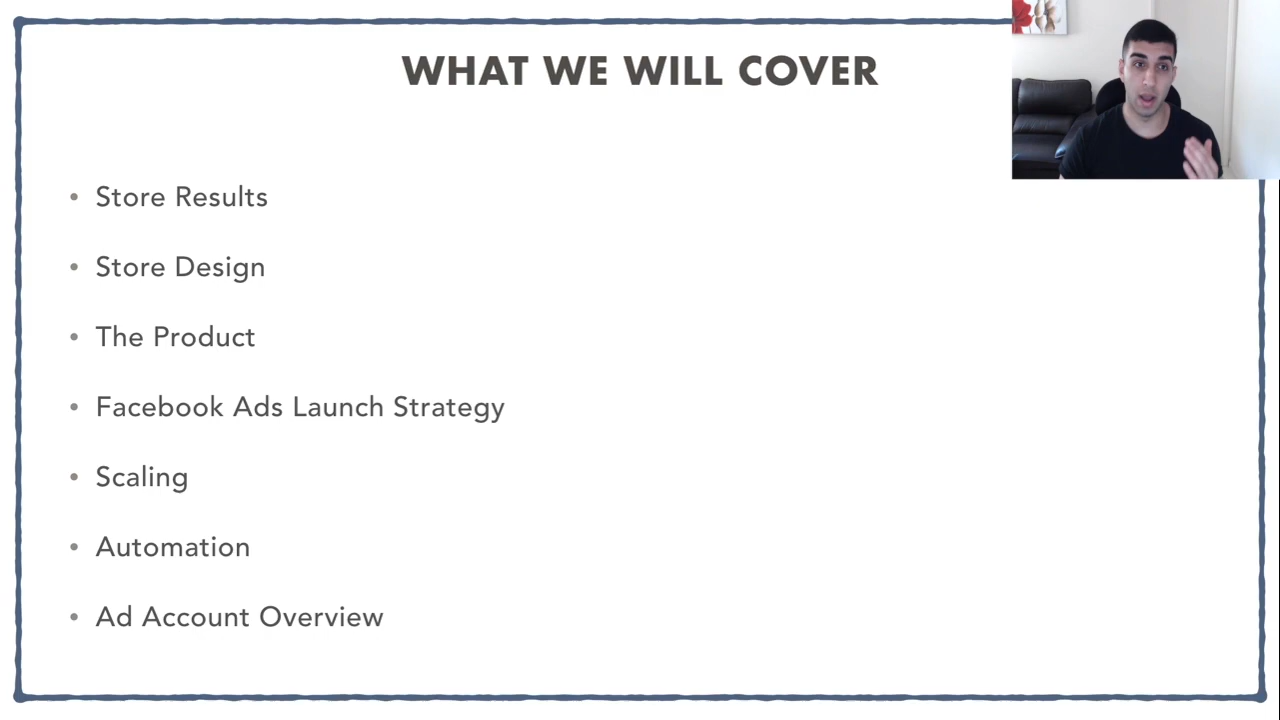 WHAT WE WILL COVER
• Store Results
• Store Design
• The Product
• Facebook Ads Launch Strategy
• Scaling
• Automation
• Ad Account Overview